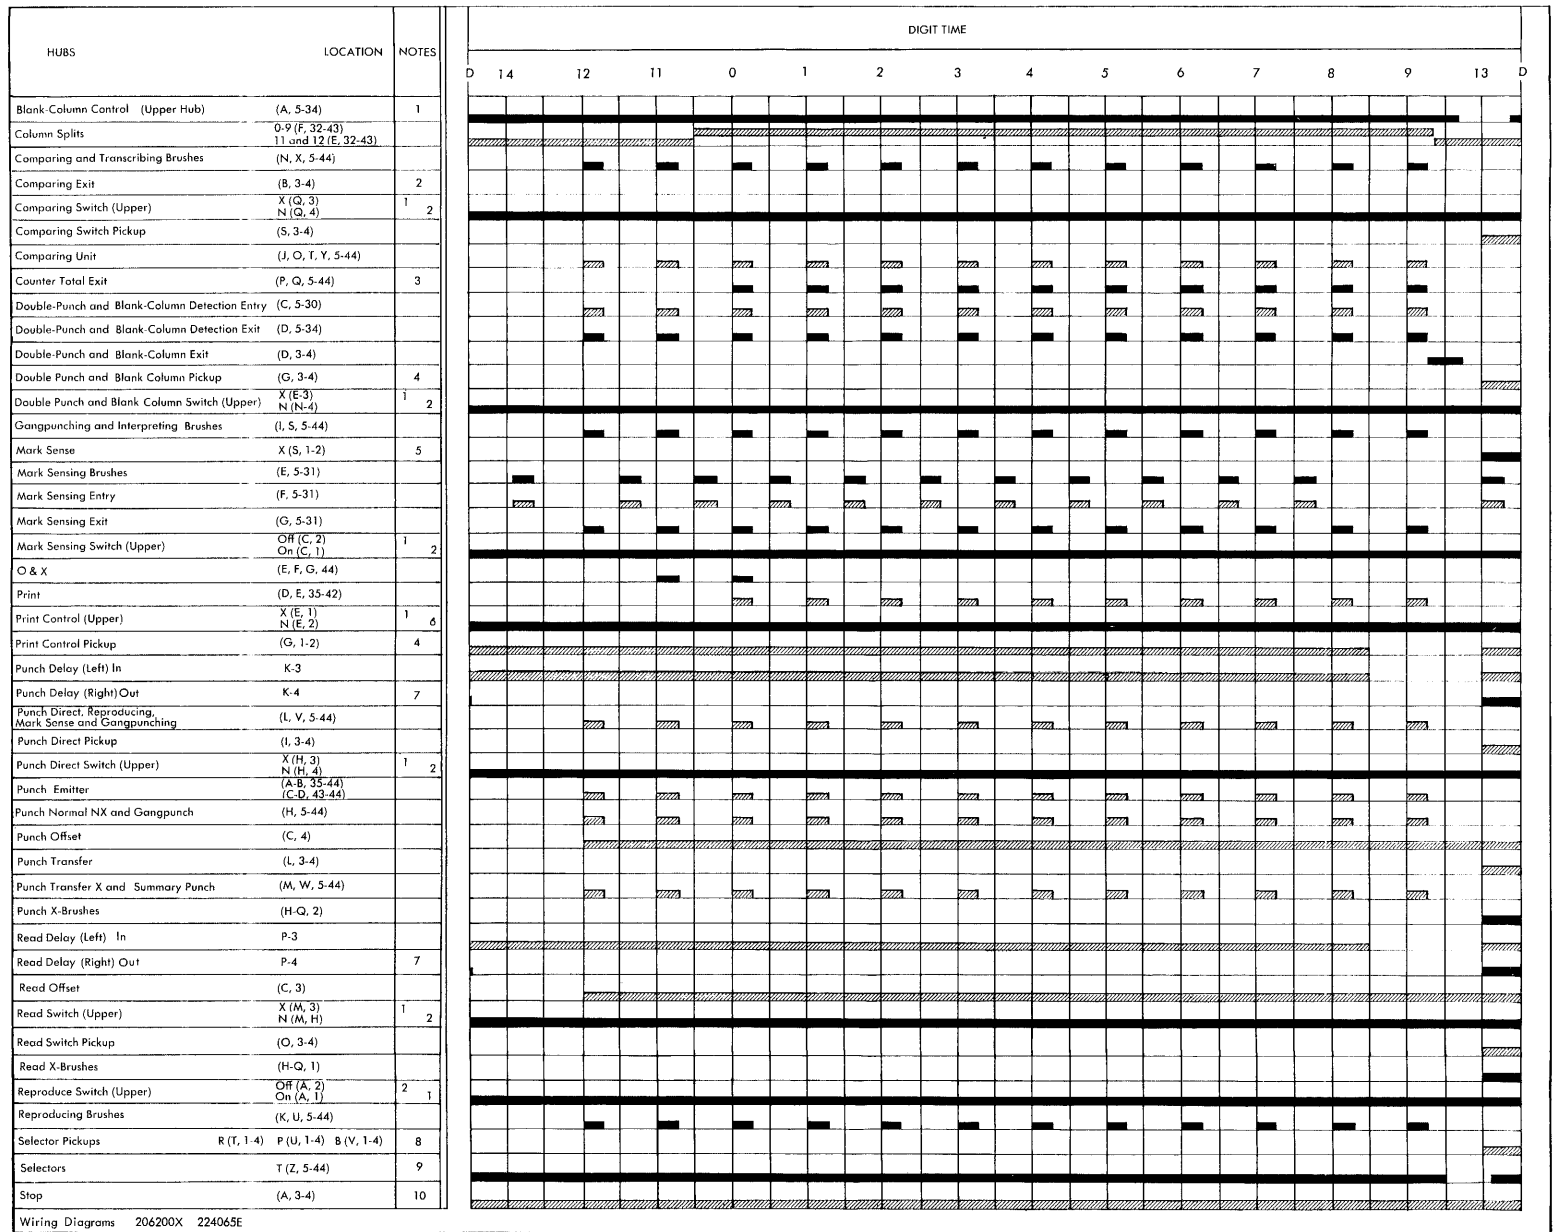 DIGIT TIME
HUBS LOCATION NOTES
D 14 12 11 0 1 2 3 4 5 6 7 8 9 13 D
Blank-Column Control (Upper Hub) (A, 5-34) 1
Column Splits 0-9 (F, 32-43)
11 and 12 (E, 32-43)
Comparing and Transcribing Brushes (N, X, 5-44)
Comparing Exit (B, 3-4) 2
Comparing Switch (Upper) X (Q, 3) 1
N (Q, 4) 2
Comparing Switch Pickup (S, 3-4)
Comparing Unit (J, O, T, Y, 5-44)
Counter Total Exit (P, Q, 5-44) 3
Double-Punch and Blank-Column Detection Entry (C, 5-30)
Double-Punch and Blank-Column Detection Exit (D, 5-34)
Double-Punch and Blank-Column Exit (D, 3-4)
Double Punch and Blank Column Pickup (G, 3-4) 4
Double Punch and Blank Column Switch (Upper) X (E-3) 1
N (N-4) 2
Gangpunching and Interpreting Brushes (I, S, 5-44)
Mark Sense X (S, 1-2) 5
Mark Sensing Brushes (E, 5-31)
Mark Sensing Entry (F, 5-31)
Mark Sensing Exit (G, 5-31)
Mark Sensing Switch (Upper) Off (C, 2) 1
On (C, 1) 2
O & X (E, F, G, 44)
Print (D, E, 35-42)
Print Control (Upper) X (E, 1) 1
N (E, 2) 6
Print Control Pickup (G, 1-2) 4
Punch Delay (Left) In K-3
Punch Delay (Right) Out K-4 7
Punch Direct, Reproducing,
Mark Sense and Gangpunching (L, V, 5-44)
Punch Direct Pickup (I, 3-4)
Punch Direct Switch (Upper) X (H, 3) 1
N (H, 4) 2
Punch Emitter (A-B, 35-44)
(C-D, 43-44)
Punch Normal NX and Gangpunch (H, 5-44)
Punch Offset (C, 4)
Punch Transfer (L, 3-4)
Punch Transfer X and Summary Punch (M, W, 5-44)
Punch X-Brushes (H-Q, 2)
Read Delay (Left) In P-3
Read Delay (Right) Out P-4 7
Read Offset (C, 3)
Read Switch (Upper) X (M, 3) 1
N (M, H) 2
Read Switch Pickup (O, 3-4)
Read X-Brushes (H-Q, 1)
Reproduce Switch (Upper) Off (A, 2) 2
On (A, 1) 1
Reproducing Brushes (K, U, 5-44)
Selector Pickups R (T, 1-4) P (U, 1-4) B (V, 1-4) 8
Selectors T (Z, 5-44) 9
Stop (A, 3-4) 10
Wiring Diagrams 206200X 224065E